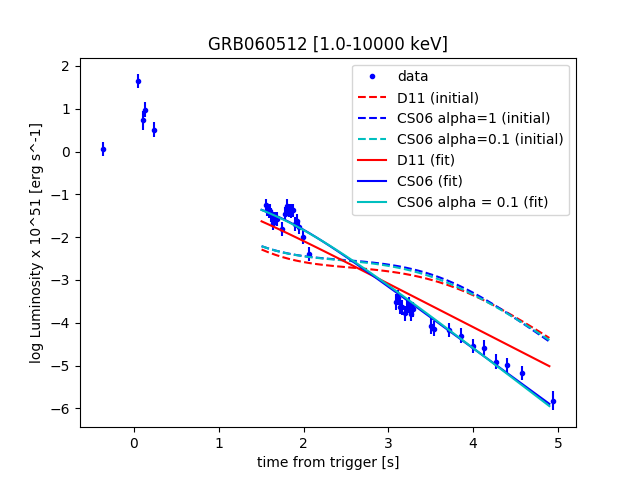 GRB060512 [1.0-10000 keV]
data
D11 (initial)
CS06 alpha=1 (initial)
CS06 alpha=0.1 (initial)
D11 (fit)
CS06 (fit)
CS06 alpha = 0.1 (fit)
log Luminosity x 10^51 [erg s^-1]
2
1
0
−1
−2
−3
−4
−5
−6
0
1
2
3
4
5
time from trigger [s]